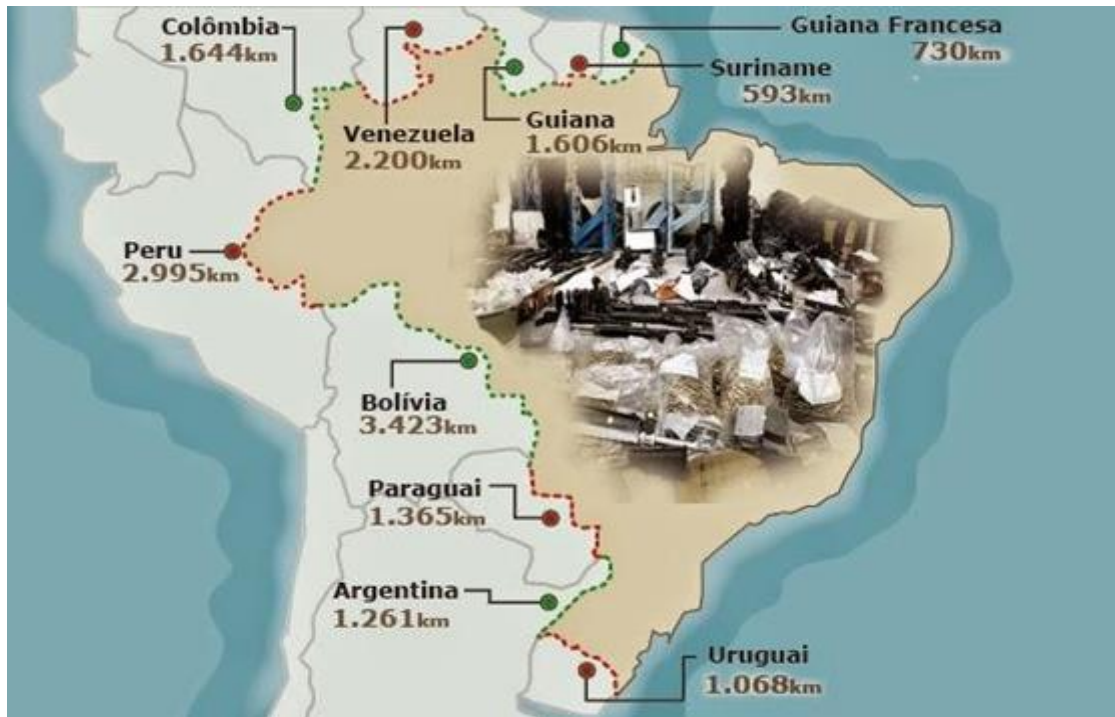 Colômbia
1.644km
Guiana Francesa
730km
Suriname
593km
Venezuela
2.200km
Guiana
1.606km
Peru
2.995km
Bolívia
3.423km
Paraguai
1.365km
Argentina
1.261km
Uruguai
1.068km